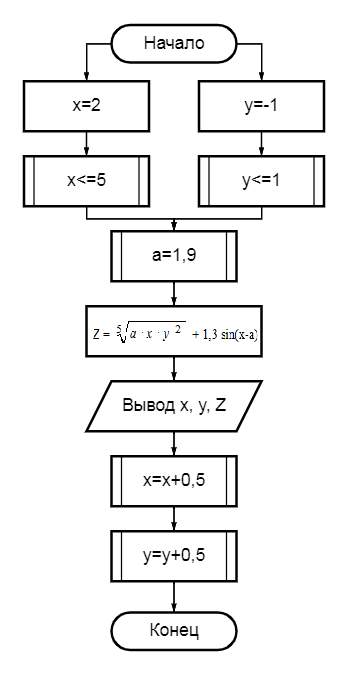 Начало
x=2
y=-1
x<=5
y<=1
a=1,9
Z = ⁵√(a · x · y²) + 1,3 sin(x-a)
Вывод x, y, Z
x=x+0,5
y=y+0,5
Конец